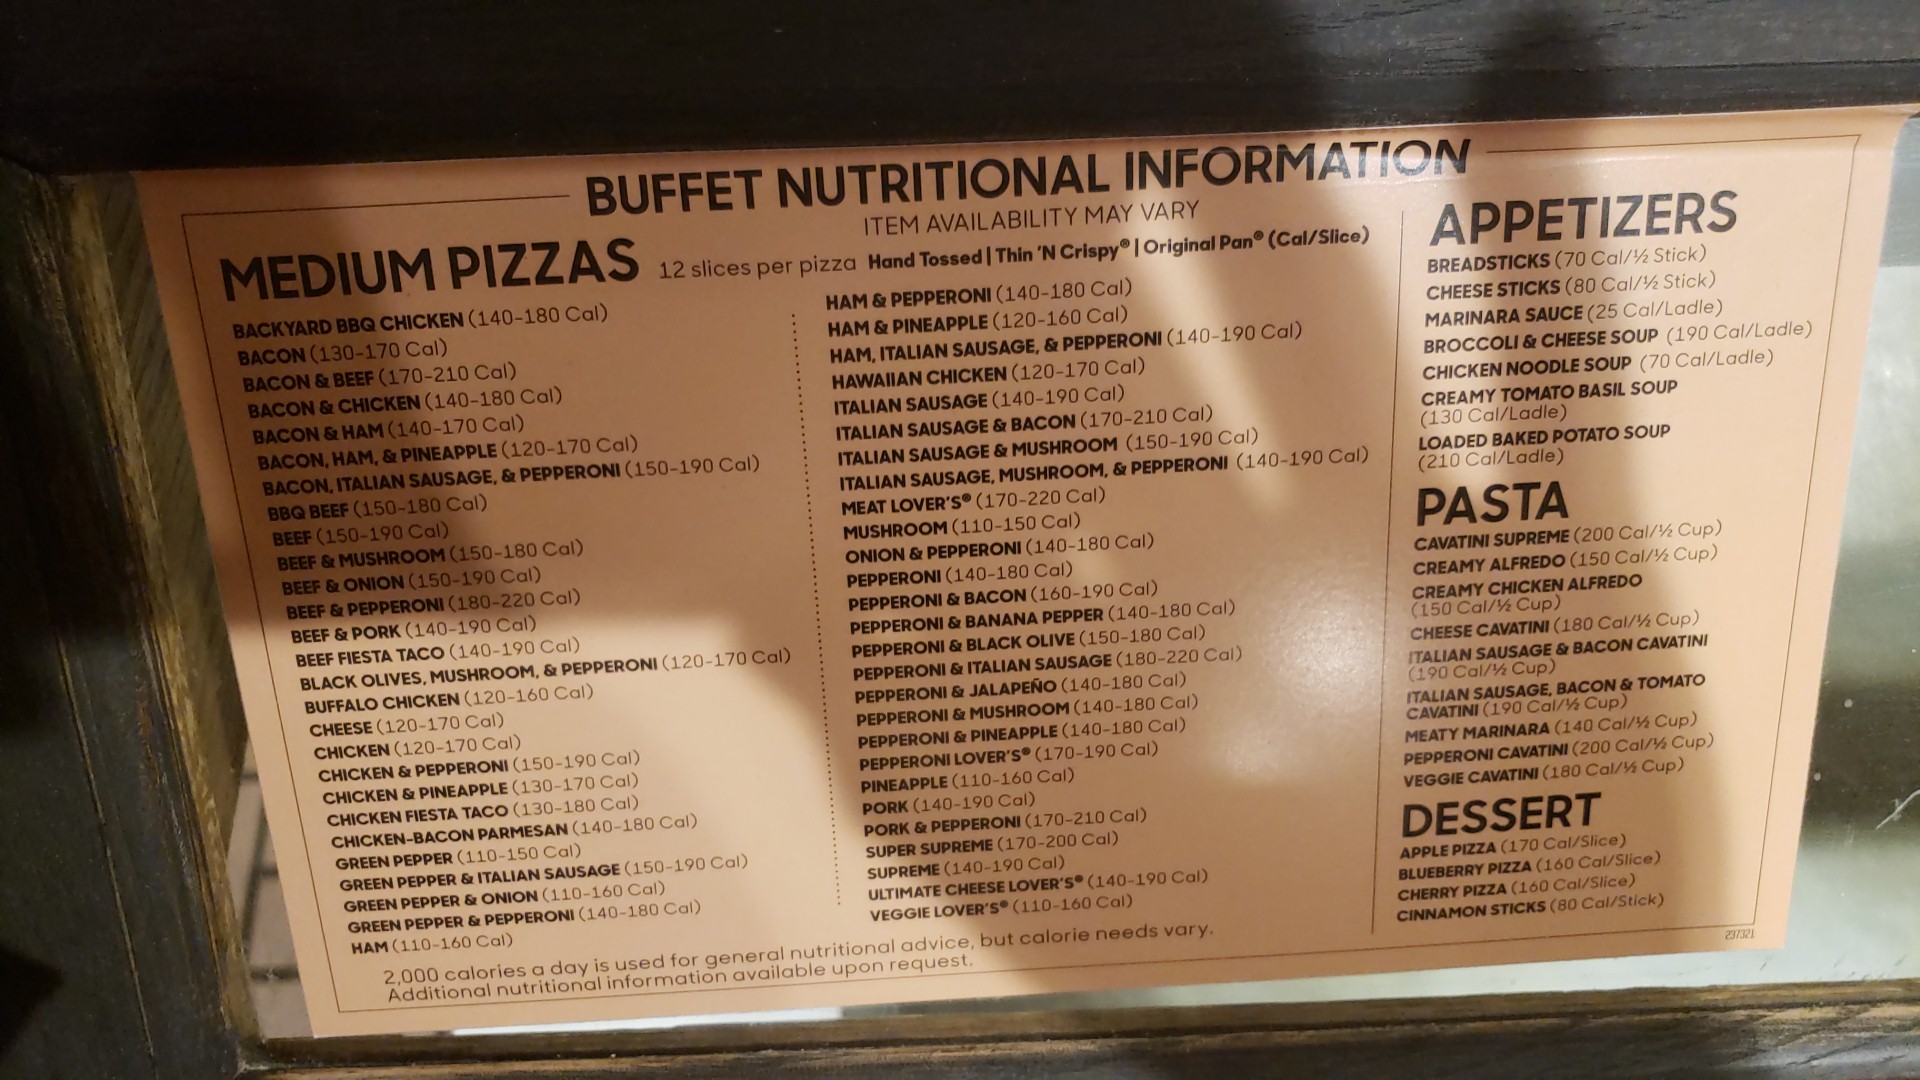 BUFFET NUTRITIONAL INFORMATION
ITEM AVAILABILITY MAY VARY
MEDIUM PIZZAS 12 slices per pizza Hand Tossed | Thin 'N Crispy® | Original Pan® (Cal/Slice)
BACKYARD BBQ CHICKEN (140-180 Cal)
BACON (130-170 Cal)
BACON & BEEF (170-210 Cal)
BACON & CHICKEN (140-180 Cal)
BACON & HAM (140-170 Cal)
BACON, HAM, & PINEAPPLE (120-170 Cal)
BACON, ITALIAN SAUSAGE, & PEPPERONI (150-190 Cal)
BBQ BEEF (150-180 Cal)
BEEF (150-190 Cal)
BEEF & MUSHROOM (150-180 Cal)
BEEF & ONION (150-190 Cal)
BEEF & PEPPERONI (180-220 Cal)
BEEF & PORK (140-190 Cal)
BEEF FIESTA TACO (140-190 Cal)
BLACK OLIVES, MUSHROOM, & PEPPERONI (120-170 Cal)
BUFFALO CHICKEN (120-160 Cal)
CHEESE (120-170 Cal)
CHICKEN (120-170 Cal)
CHICKEN & PEPPERONI (150-190 Cal)
CHICKEN & PINEAPPLE (130-170 Cal)
CHICKEN FIESTA TACO (130-180 Cal)
CHICKEN-BACON PARMESAN (140-180 Cal)
GREEN PEPPER (110-150 Cal)
GREEN PEPPER & ITALIAN SAUSAGE (150-190 Cal)
GREEN PEPPER & ONION (110-160 Cal)
GREEN PEPPER & PEPPERONI (140-180 Cal)
HAM (110-160 Cal)
HAM & PEPPERONI (140-180 Cal)
HAM & PINEAPPLE (120-160 Cal)
HAM, ITALIAN SAUSAGE, & PEPPERONI (140-190 Cal)
HAWAIIAN CHICKEN (120-170 Cal)
ITALIAN SAUSAGE (140-190 Cal)
ITALIAN SAUSAGE & BACON (170-210 Cal)
ITALIAN SAUSAGE & MUSHROOM (150-190 Cal)
ITALIAN SAUSAGE, MUSHROOM, & PEPPERONI (140-190 Cal)
MEAT LOVER'S® (170-220 Cal)
MUSHROOM (110-150 Cal)
ONION & PEPPERONI (140-180 Cal)
PEPPERONI (140-180 Cal)
PEPPERONI & BACON (160-190 Cal)
PEPPERONI & BANANA PEPPER (140-180 Cal)
PEPPERONI & BLACK OLIVE (150-180 Cal)
PEPPERONI & ITALIAN SAUSAGE (180-220 Cal)
PEPPERONI & JALAPEÑO (140-180 Cal)
PEPPERONI & MUSHROOM (140-180 Cal)
PEPPERONI & PINEAPPLE (140-180 Cal)
PEPPERONI LOVER'S® (170-190 Cal)
PINEAPPLE (110-160 Cal)
PORK (140-190 Cal)
PORK & PEPPERONI (170-210 Cal)
SUPER SUPREME (170-200 Cal)
SUPREME (140-190 Cal)
ULTIMATE CHEESE LOVER'S® (140-190 Cal)
VEGGIE LOVER'S® (110-160 Cal)
APPETIZERS
BREADSTICKS (70 Cal/½ Stick)
CHEESE STICKS (80 Cal/½ Stick)
MARINARA SAUCE (25 Cal/Ladle)
BROCCOLI & CHEESE SOUP (190 Cal/Ladle)
CHICKEN NOODLE SOUP (70 Cal/Ladle)
CREAMY TOMATO BASIL SOUP
(130 Cal/Ladle)
LOADED BAKED POTATO SOUP
(210 Cal/Ladle)
PASTA
CAVATINI SUPREME (200 Cal/½ Cup)
CREAMY ALFREDO (150 Cal/½ Cup)
CREAMY CHICKEN ALFREDO
(150 Cal/½ Cup)
CHEESE CAVATINI (180 Cal/½ Cup)
ITALIAN SAUSAGE & BACON CAVATINI
(190 Cal/½ Cup)
ITALIAN SAUSAGE, BACON & TOMATO
CAVATINI (190 Cal/½ Cup)
MEATY MARINARA (140 Cal/½ Cup)
PEPPERONI CAVATINI (200 Cal/½ Cup)
VEGGIE CAVATINI (180 Cal/½ Cup)
DESSERT
APPLE PIZZA (170 Cal/Slice)
BLUEBERRY PIZZA (160 Cal/Slice)
CHERRY PIZZA (160 Cal/Slice)
CINNAMON STICKS (80 Cal/Stick)
2,000 calories a day is used for general nutritional advice, but calorie needs vary.
Additional nutritional information available upon request.
237321